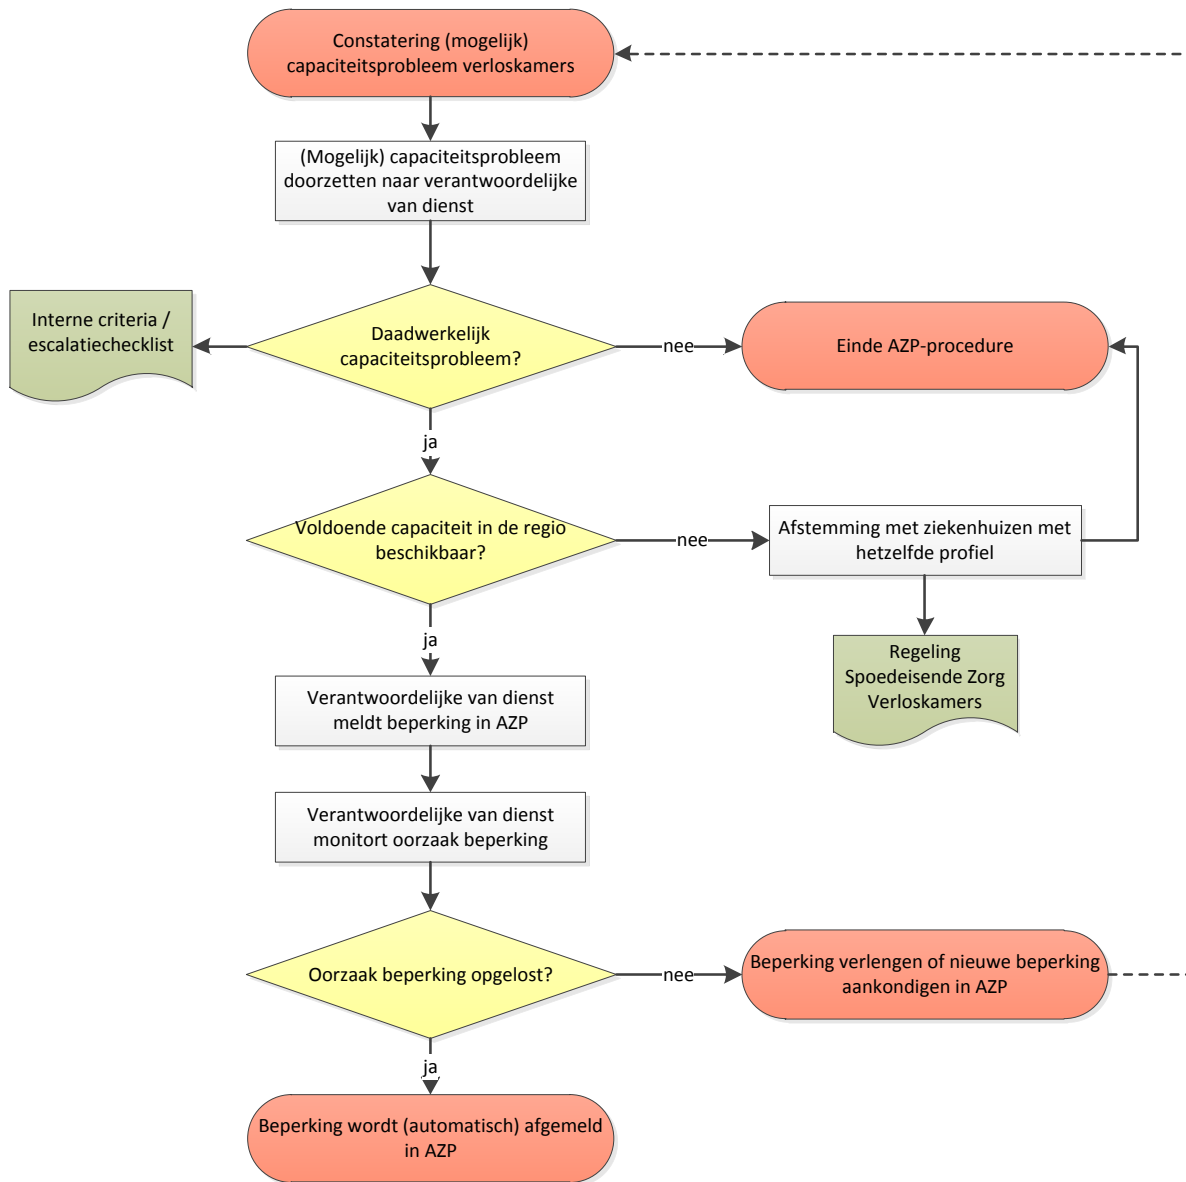 Constatering (mogelijk)
capaciteitsprobleem verloskamers
(Mogelijk) capaciteitsprobleem
doorzetten naar verantwoordelijke
van dienst
Interne criteria /
escalatiechecklist
Daadwerkelijk
capaciteitsprobleem?
nee
Einde AZP-procedure
ja
Voldoende capaciteit in de regio
beschikbaar?
nee
Afstemming met ziekenhuizen met
hetzelfde profiel
ja
Regeling
Spoedeisende Zorg
Verloskamers
Verantwoordelijke van dienst
meldt beperking in AZP
Verantwoordelijke van dienst
monitort oorzaak beperking
Oorzaak beperking opgelost?
nee
Beperking verlengen of nieuwe beperking
aankondigen in AZP
ja
Beperking wordt (automatisch) afgemeld
in AZP